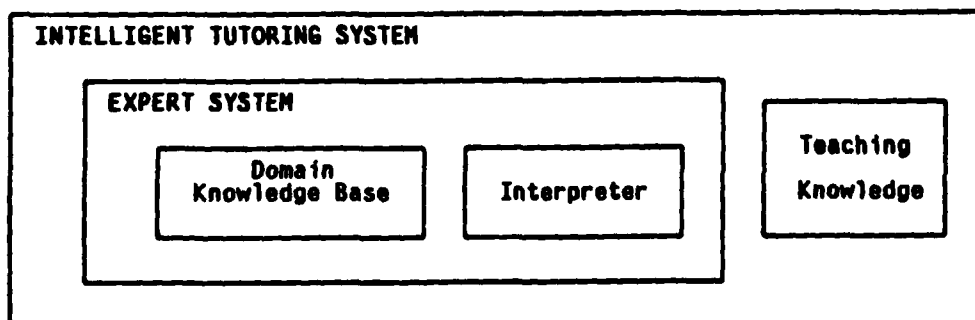 INTELLIGENT TUTORING SYSTEM
EXPERT SYSTEM
Domain
Knowledge Base
Interpreter
Teaching
Knowledge